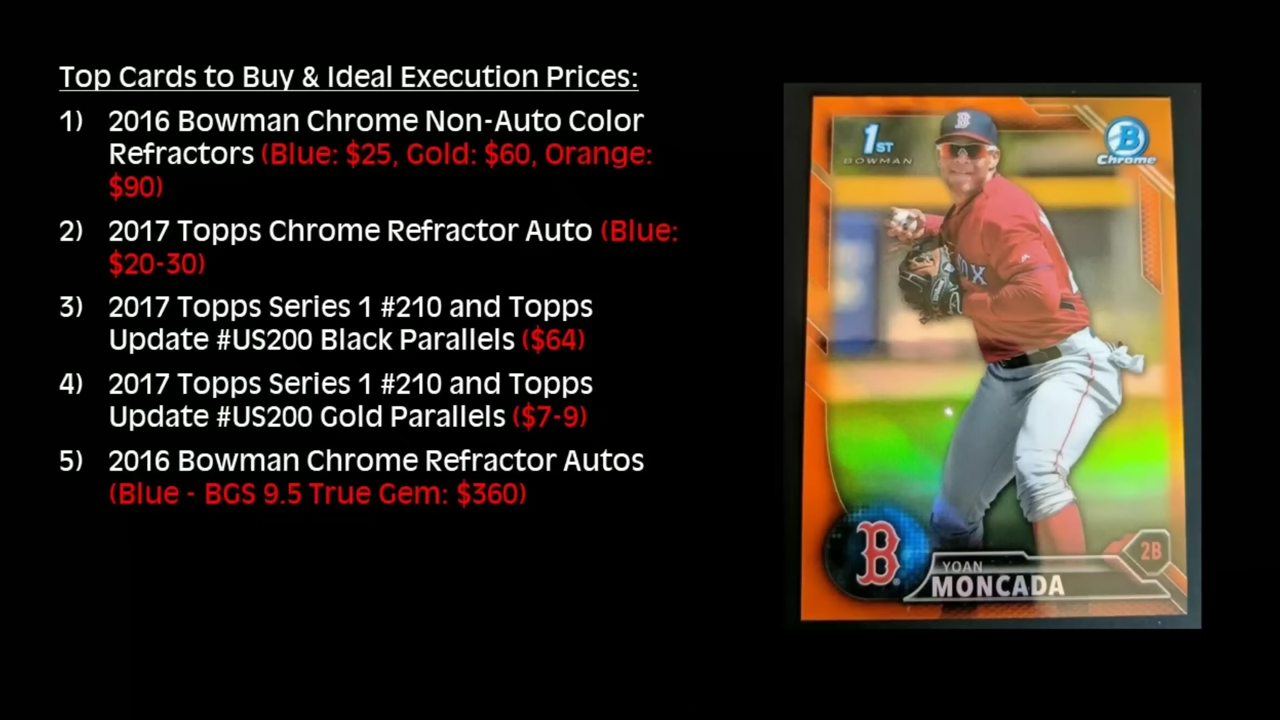 Top Cards to Buy & Ideal Execution Prices:
1) 2016 Bowman Chrome Non-Auto Color
Refractors (Blue: $25, Gold: $60, Orange:
$90)
2) 2017 Topps Chrome Refractor Auto (Blue:
$20-30)
3) 2017 Topps Series 1 #210 and Topps
Update #US200 Black Parallels ($64)
4) 2017 Topps Series 1 #210 and Topps
Update #US200 Gold Parallels ($7-9)
5) 2016 Bowman Chrome Refractor Autos
(Blue - BGS 9.5 True Gem: $360)
1ST
BOWMAN
B
Chrome
B
OX
B
2B
YOAN
MONCADA